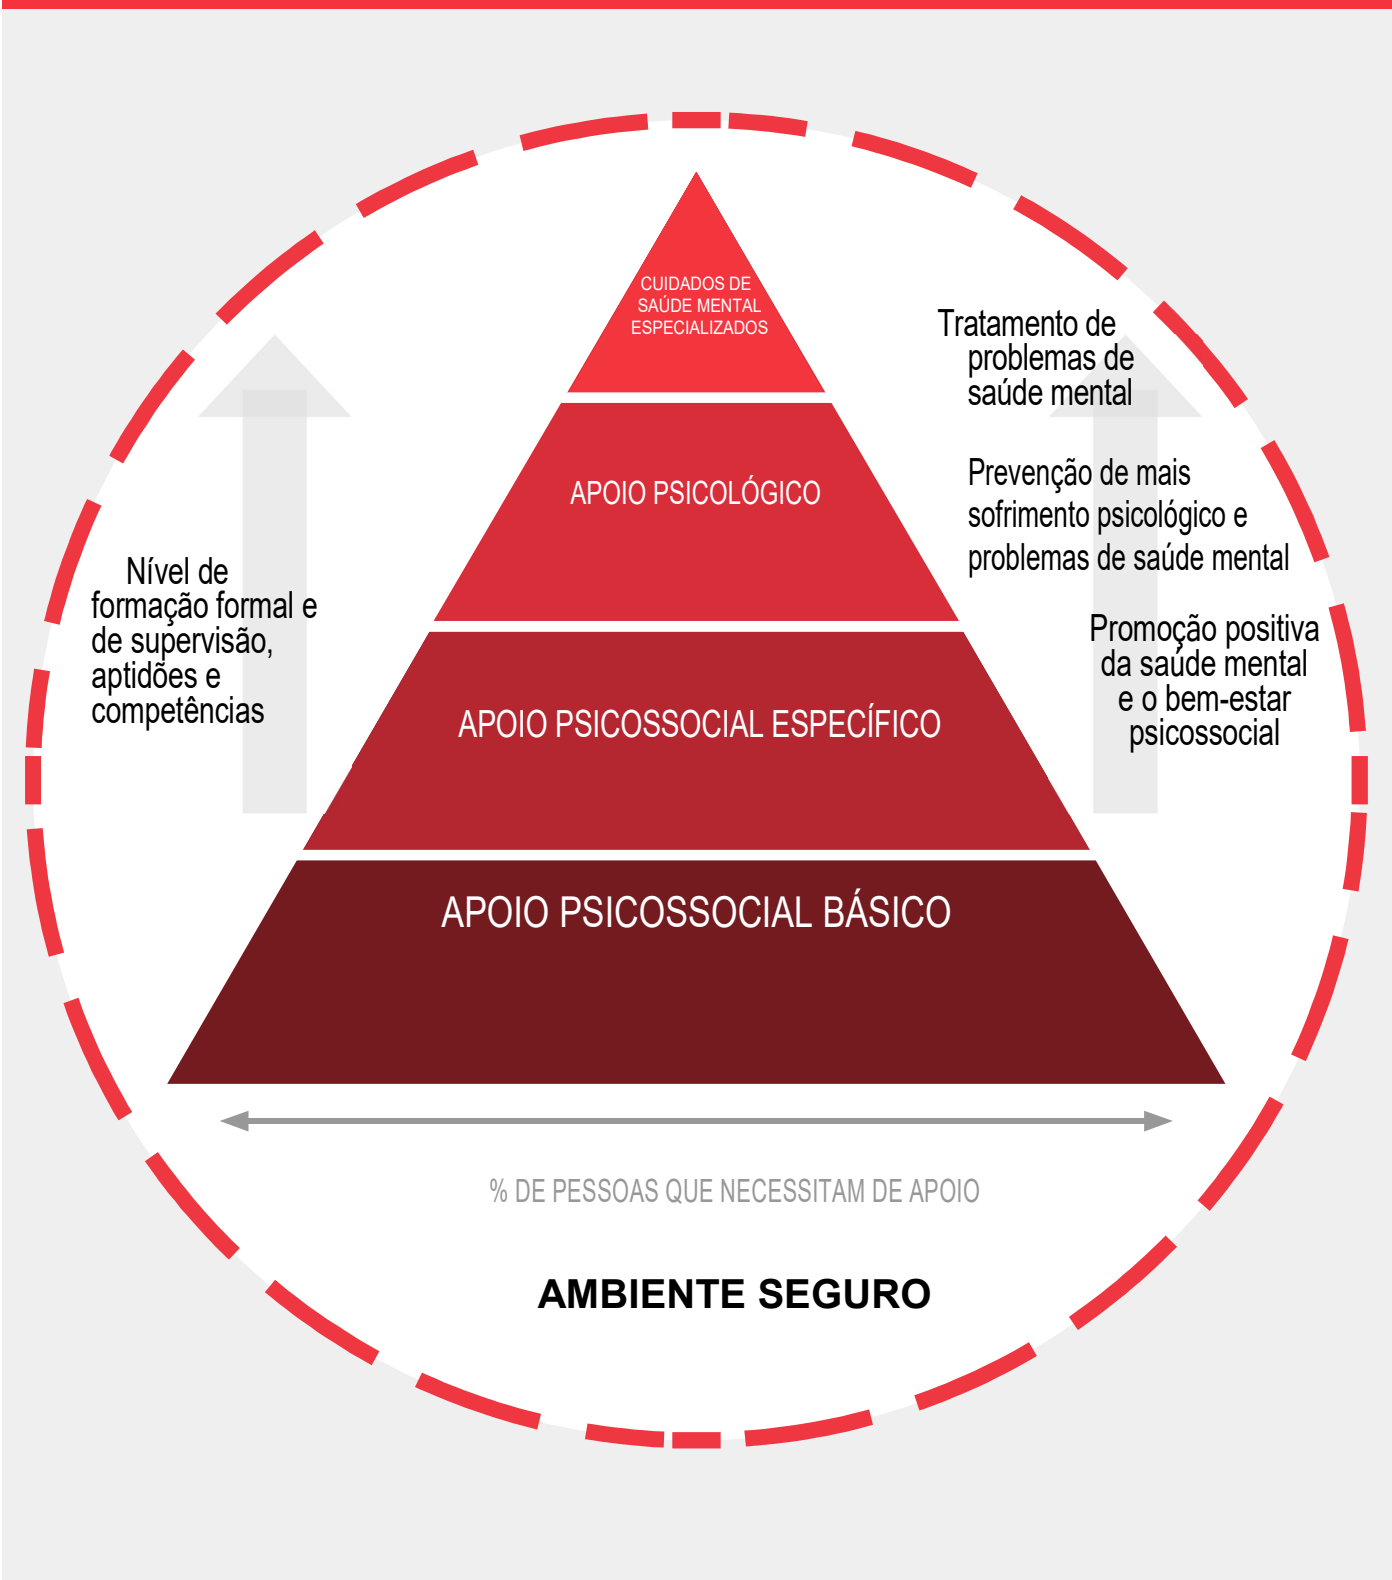 CUIDADOS DE
SAÚDE MENTAL
ESPECIALIZADOS
APOIO PSICOLÓGICO
APOIO PSICOSSOCIAL ESPECÍFICO
APOIO PSICOSSOCIAL BÁSICO
Nível de
formação formal e
de supervisão,
aptidões e
competências
Tratamento de
problemas de
saúde mental
Prevenção de mais
sofrimento psicológico e
problemas de saúde mental
Promoção positiva
da saúde mental
e o bem-estar
psicossocial
% DE PESSOAS QUE NECESSITAM DE APOIO
AMBIENTE SEGURO